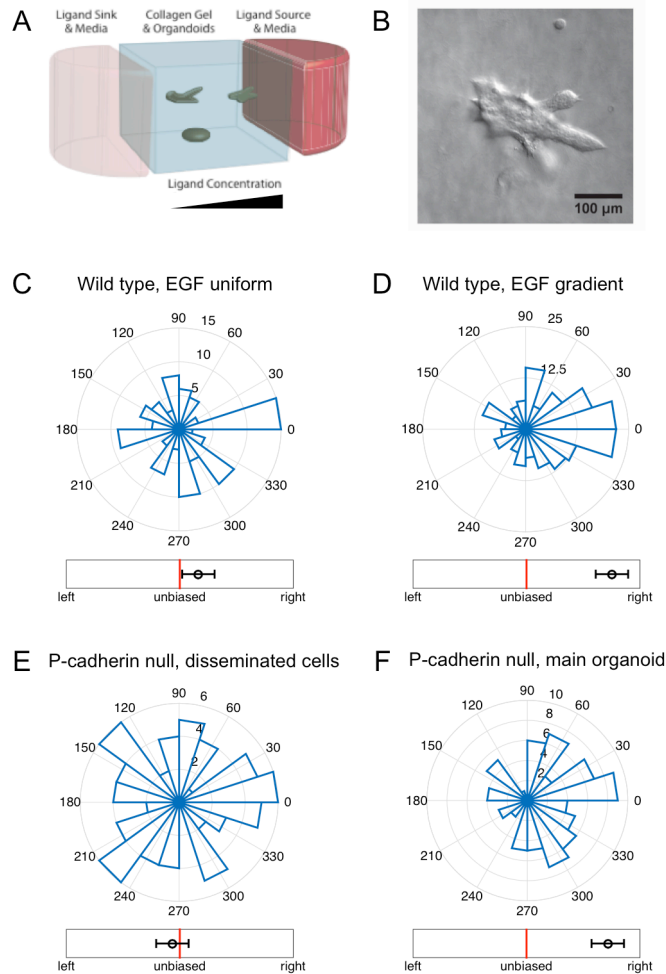 A
Ligand Sink & Media
Collagen Gel & Organdoids
Ligand Source & Media
Ligand Concentration
B
100 µm
C
Wild type, EGF uniform
90
15
120
60
10
150
30
5
180
0
210
330
240
300
270
left
unbiased
right
D
Wild type, EGF gradient
90
25
120
60
12.5
150
30
180
0
210
330
240
300
270
left
unbiased
right
E
P-cadherin null, disseminated cells
90
6
120
60
4
150
30
2
180
0
210
330
240
300
270
left
unbiased
right
F
P-cadherin null, main organoid
90
10
120
60
8
6
150
30
4
2
180
0
210
330
240
300
270
left
unbiased
right